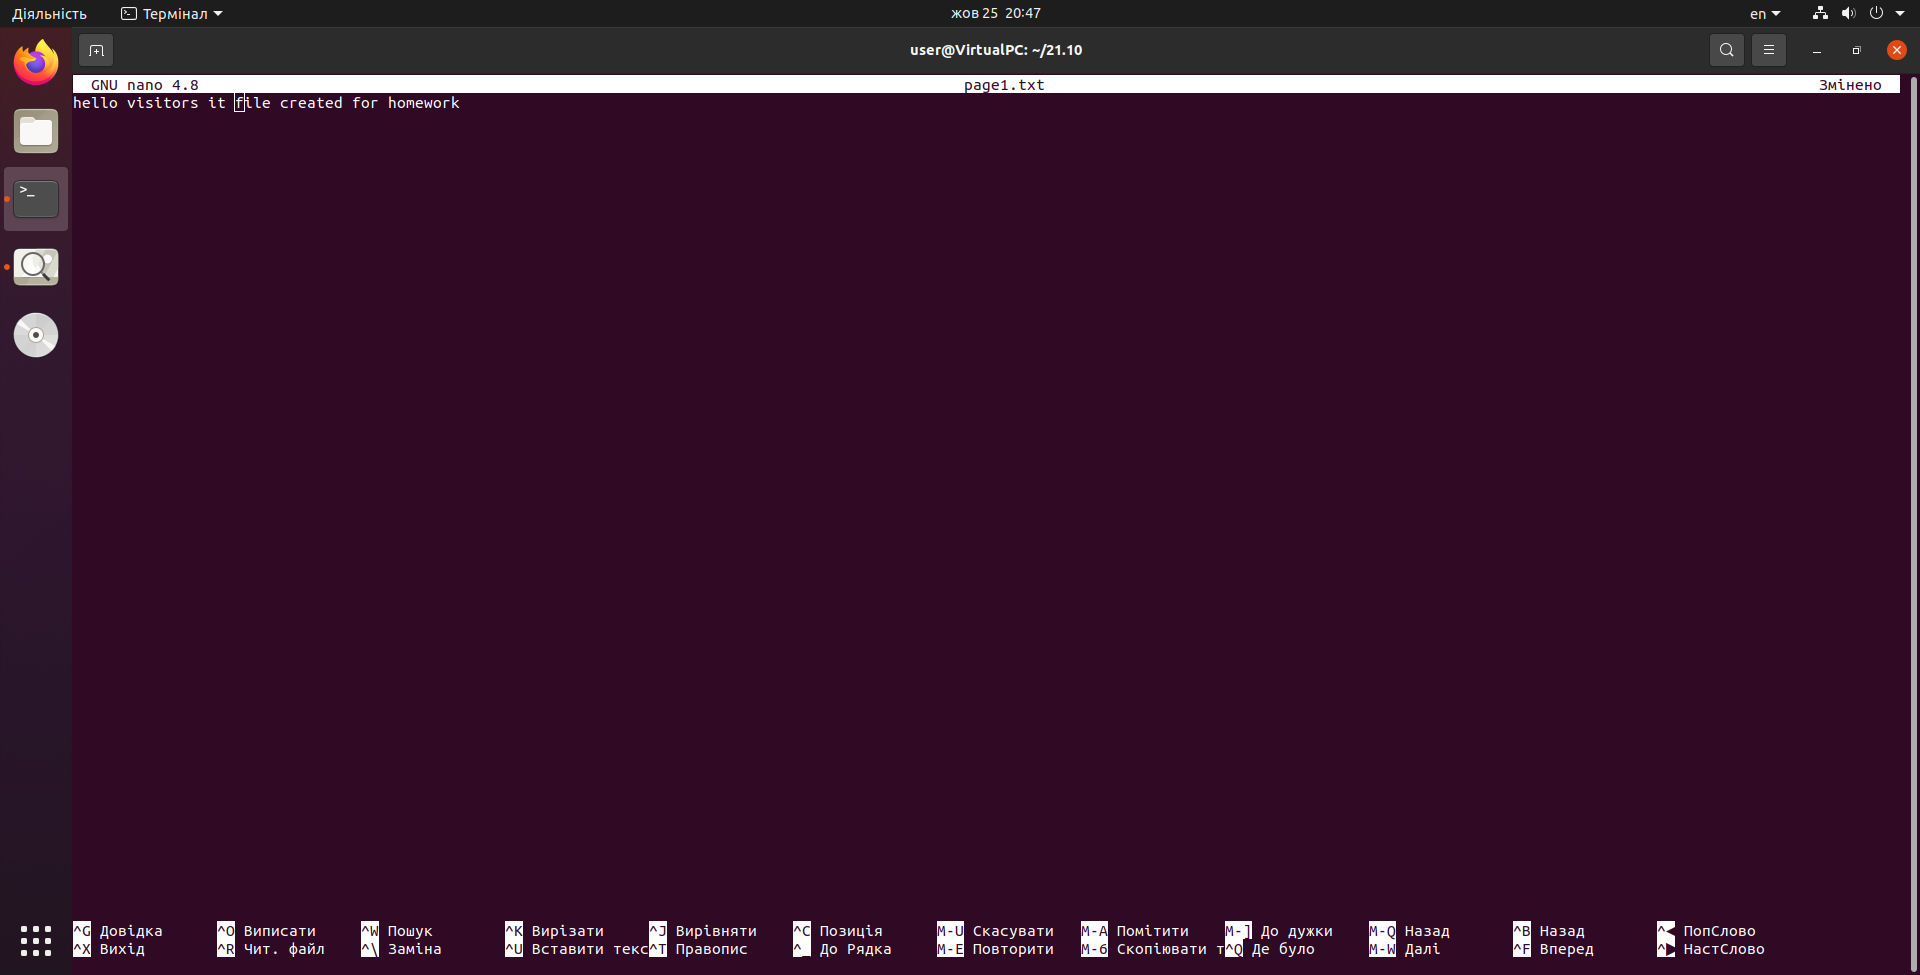 Діяльність Термінал жов 25 20:47 en
user@VirtualPC: ~/21.10
GNU nano 4.8 page1.txt Змінено
hello visitors it file created for homework
^G Довідка ^O Виписати ^W Пошук ^K Вирізати ^J Вирівняти ^C Позиція M-U Скасувати M-A Помітити M-] До дужки M-Q Назад ^B Назад ^◀ ПопСлово
^X Вихід ^R Чит. файл ^\ Заміна ^U Вставити текс^T Правопис ^_ До Рядка M-E Повторити M-6 Скопіювати т^Q Де було M-W Далі ^F Вперед ^▶ НастСлово